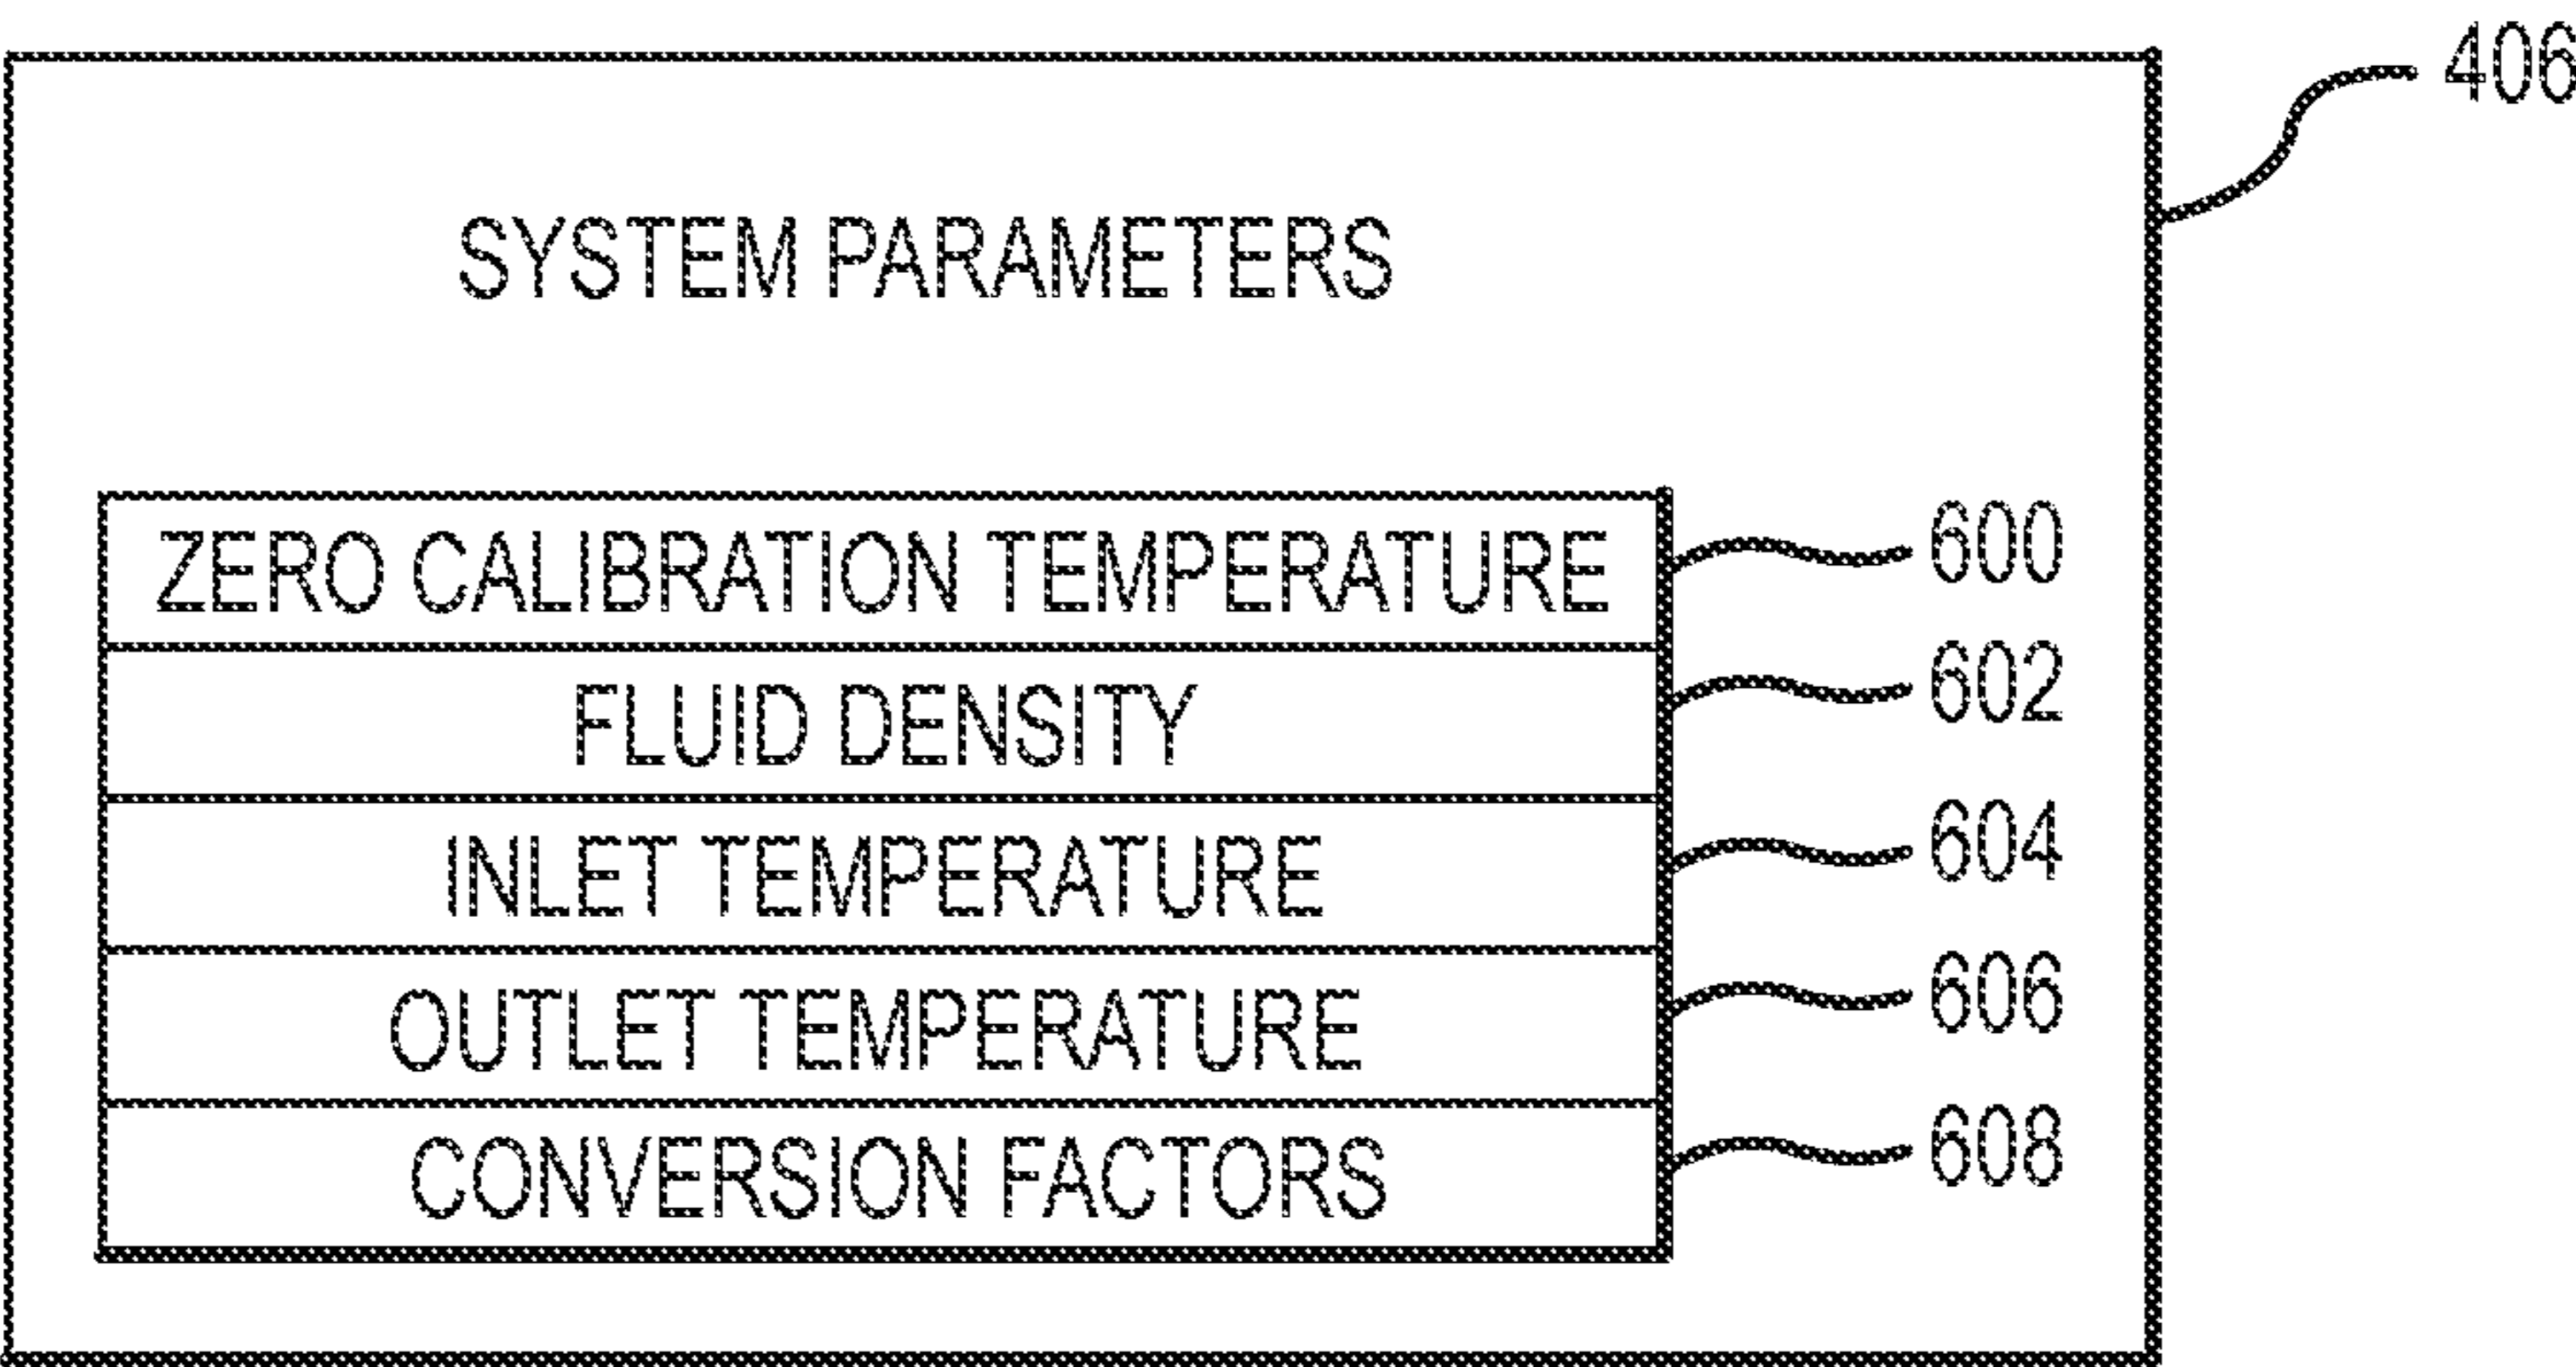 406
SYSTEM PARAMETERS
ZERO CALIBRATION TEMPERATURE 600
FLUID DENSITY 602
INLET TEMPERATURE 604
OUTLET TEMPERATURE 606
CONVERSION FACTORS 608